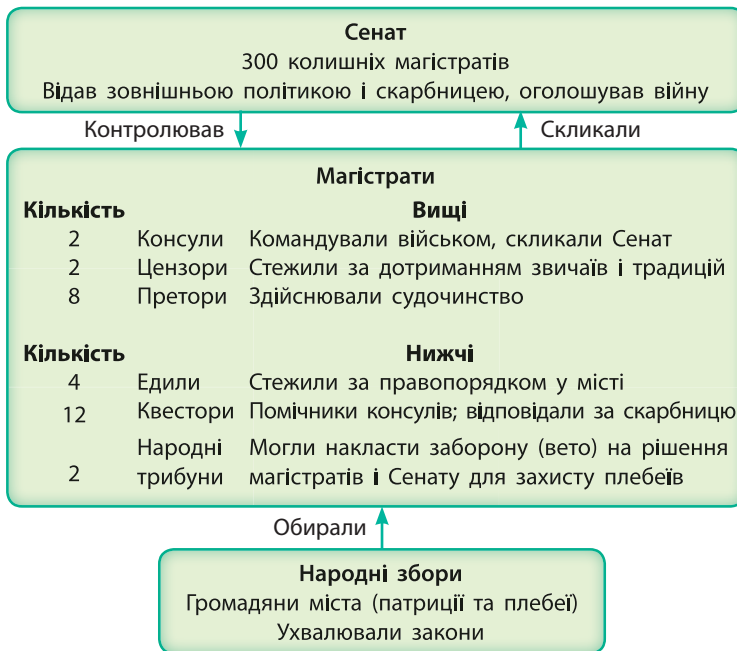 Сенат
300 колишніх магістратів
Відав зовнішньою політикою і скарбницею, оголошував війну
Контролював Скликали
Магістрати
Кількість Вищі
2 Консули Командували військом, скликали Сенат
2 Цензори Стежили за дотриманням звичаїв і традицій
8 Претори Здійснювали судочинство
Кількість Нижчі
4 Едили Стежили за правопорядком у місті
12 Квестори Помічники консулів; відповідали за скарбницю
Народні Могли накласти заборону (вето) на рішення
2 трибуни магістратів і Сенату для захисту плебеїв
Обирали
Народні збори
Громадяни міста (патриції та плебеї)
Ухвалювали закони